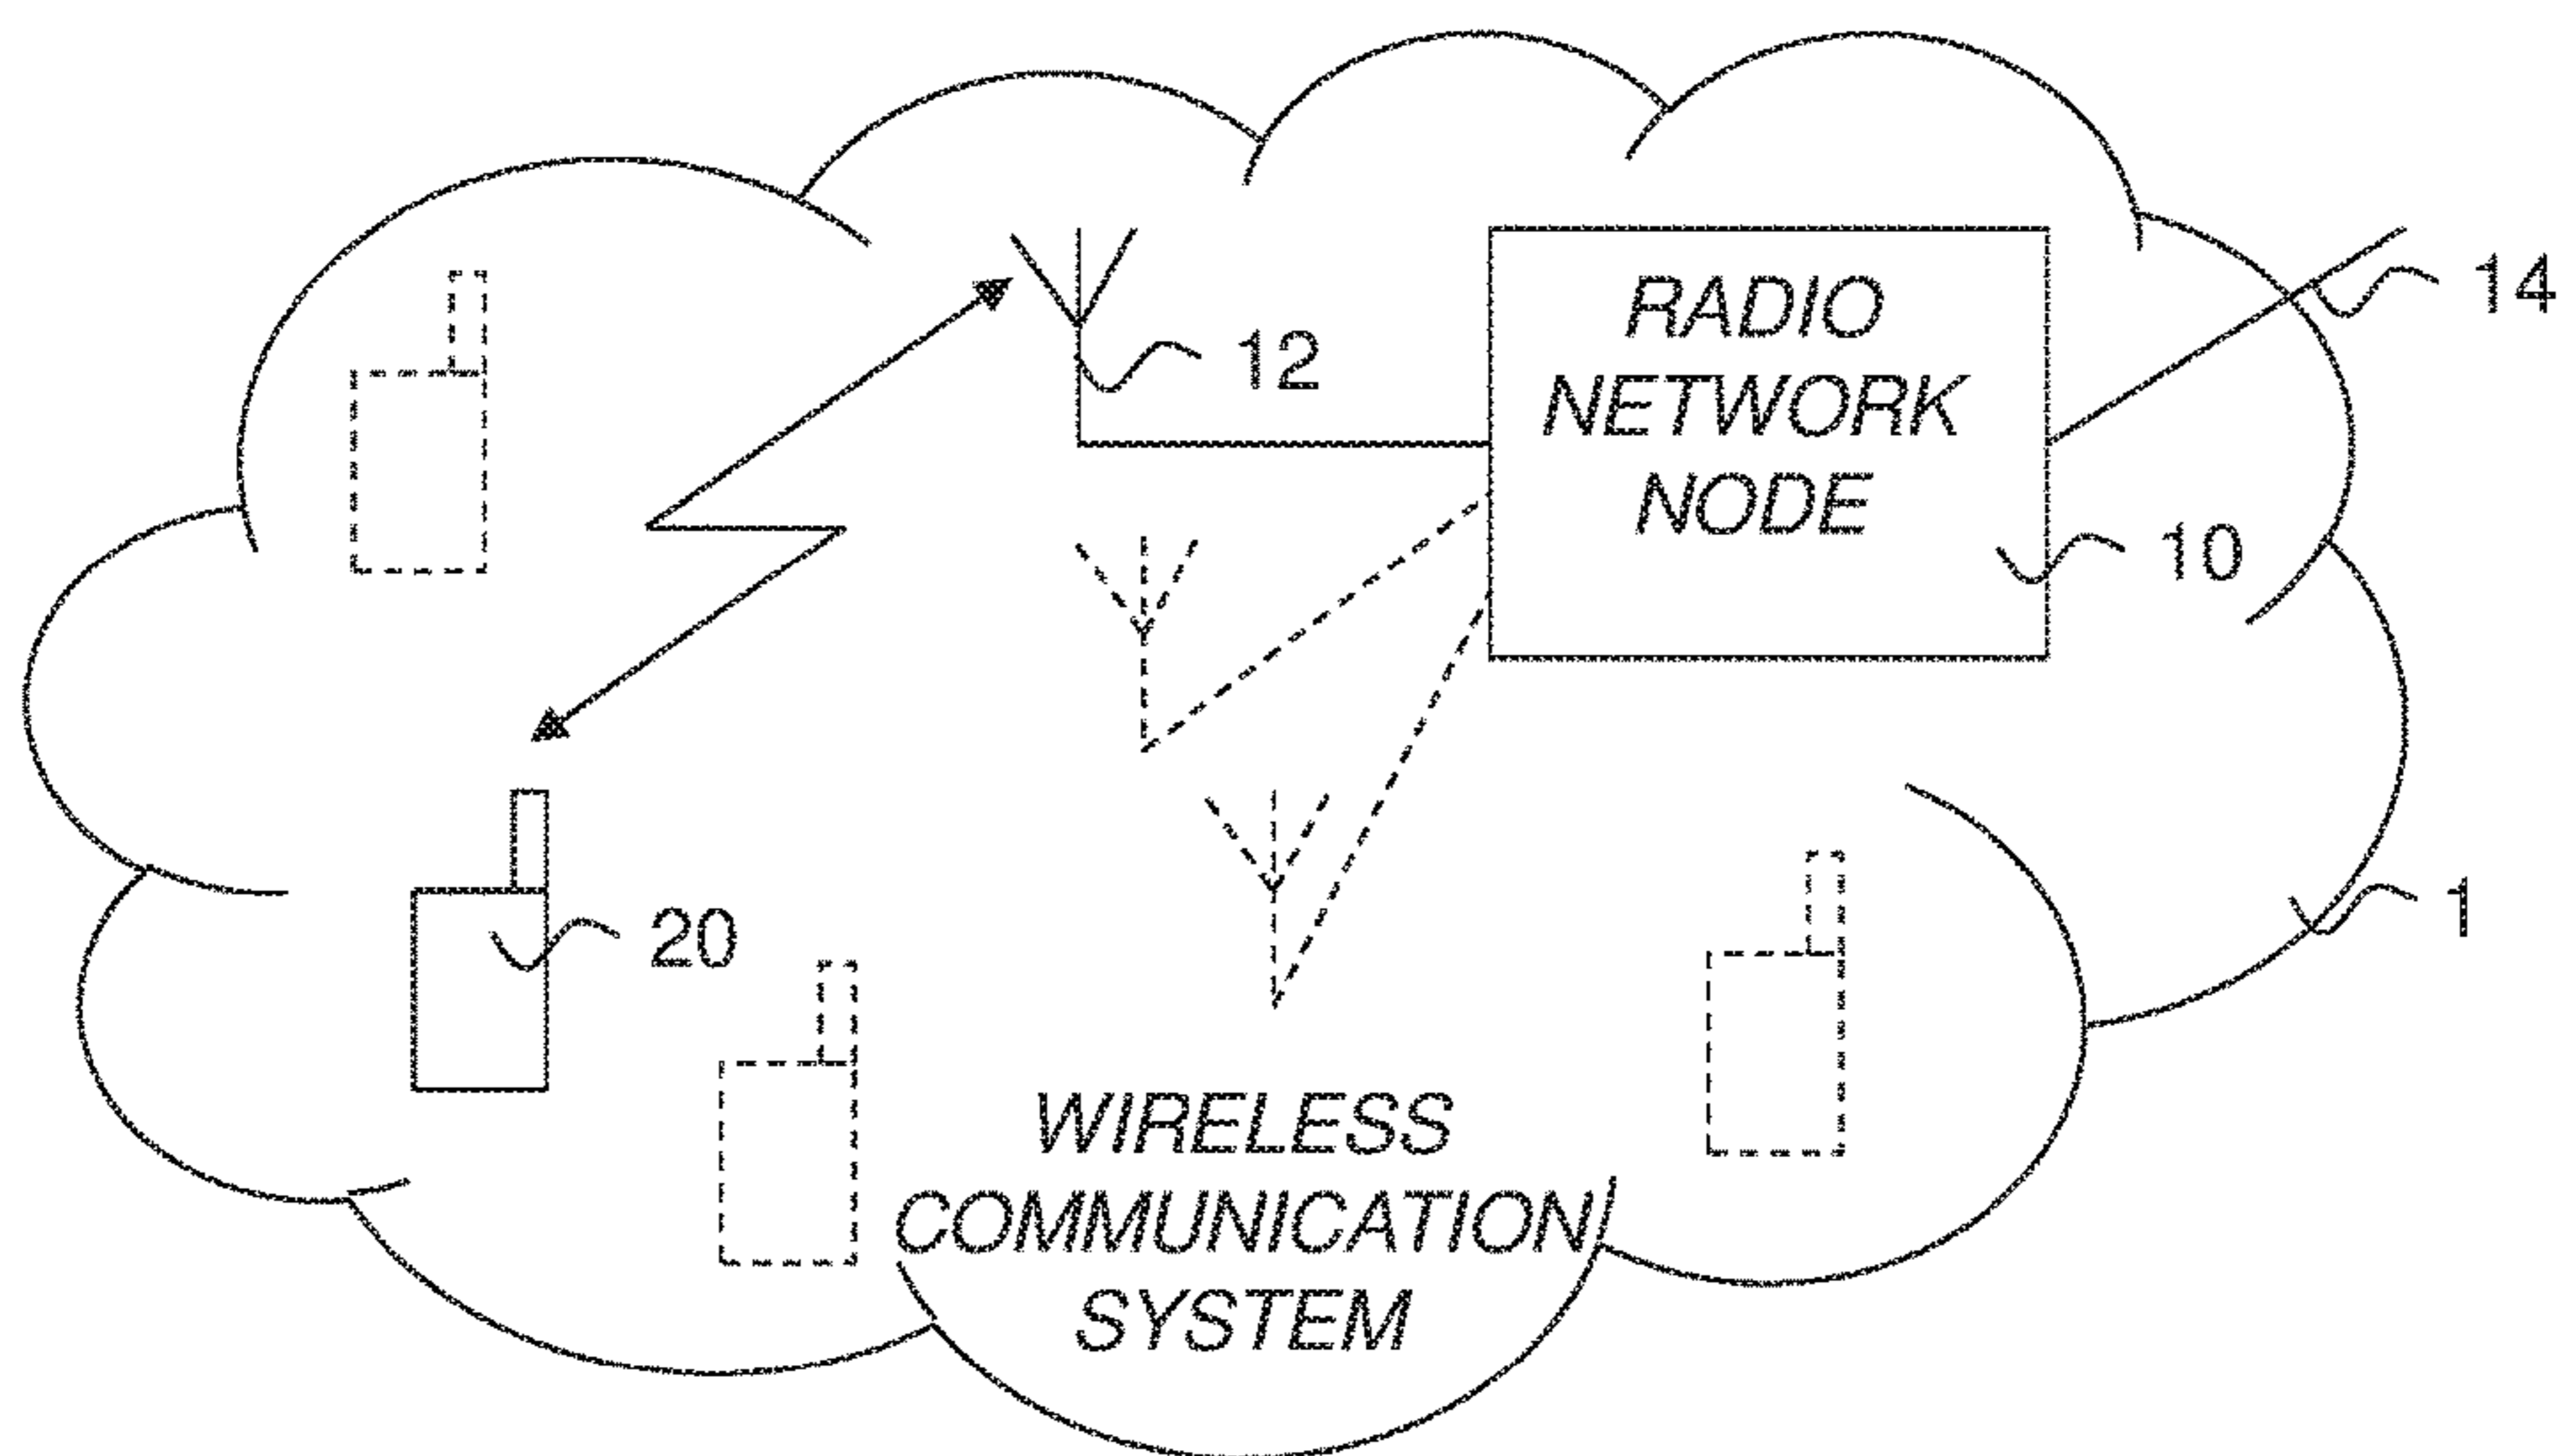 RADIO
NETWORK
NODE
14
12
10
20
1
WIRELESS
COMMUNICATION
SYSTEM